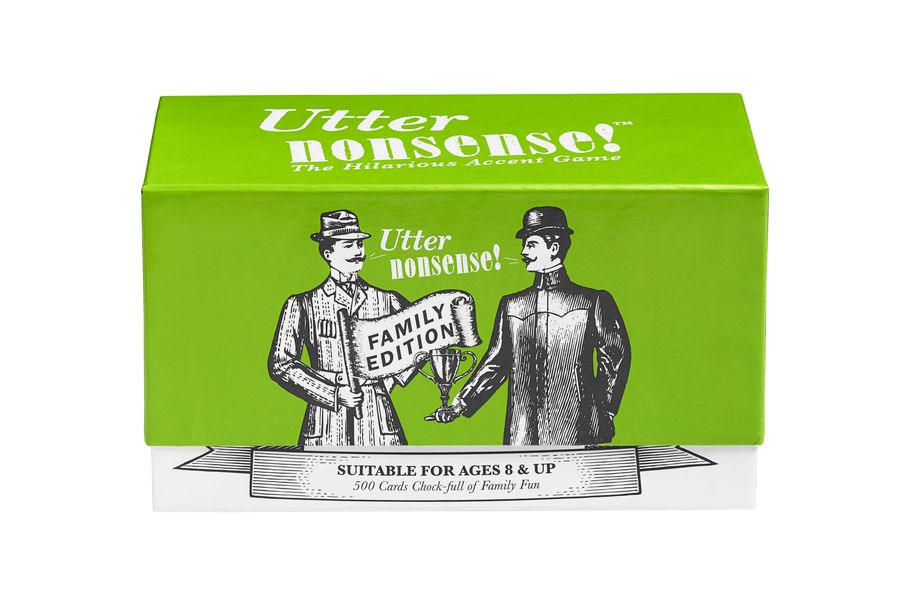 Utter
nonsense!™
The Hilarious Accent Game
Utter
nonsense!
FAMILY
EDITION
SUITABLE FOR AGES 8 & UP
500 Cards Chock-full of Family Fun